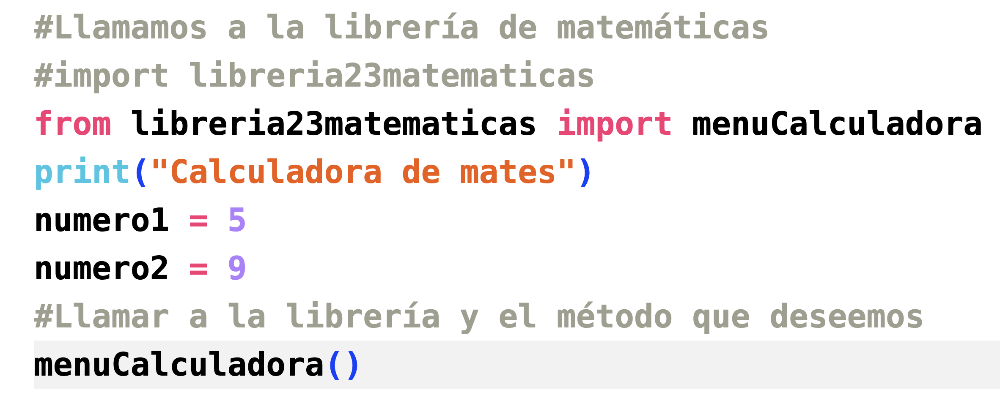 #Llamamos a la librería de matemáticas
#import libreria23matematicas
from libreria23matematicas import menuCalculadora
print("Calculadora de mates")
numero1 = 5
numero2 = 9
#Llamar a la librería y el método que deseemos
menuCalculadora()